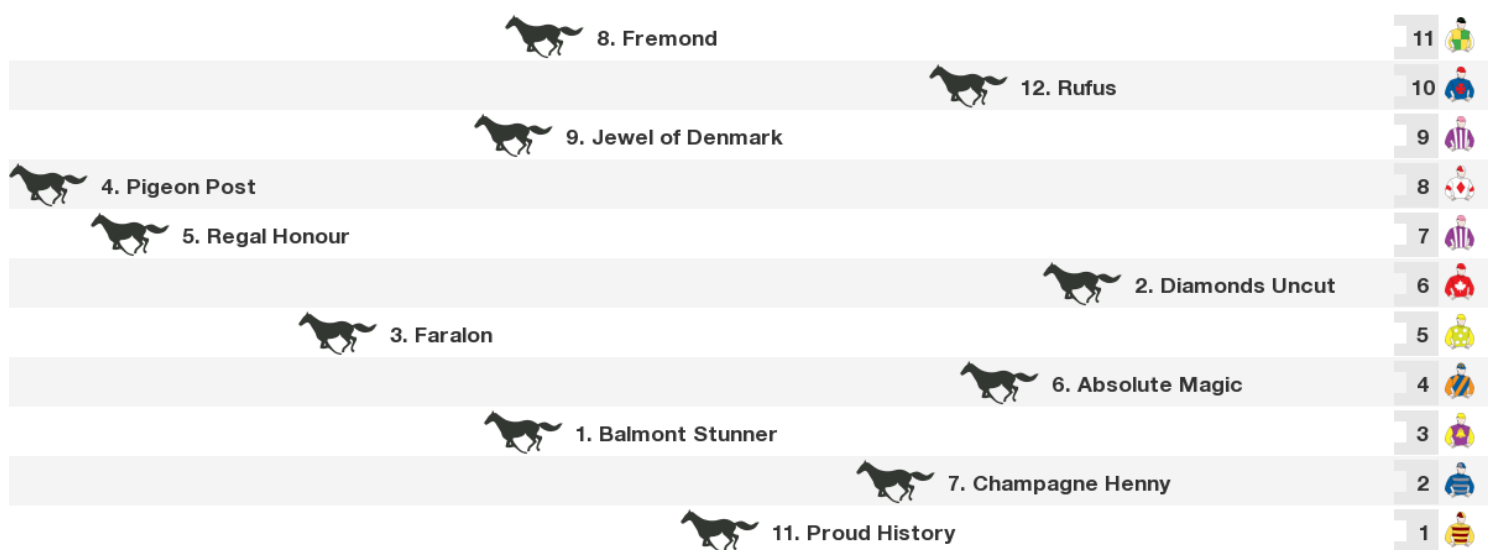 8. Fremond 11
12. Rufus 10
9. Jewel of Denmark 9
4. Pigeon Post 8
5. Regal Honour 7
2. Diamonds Uncut 6
3. Faralon 5
6. Absolute Magic 4
1. Balmont Stunner 3
7. Champagne Henny 2
11. Proud History 1